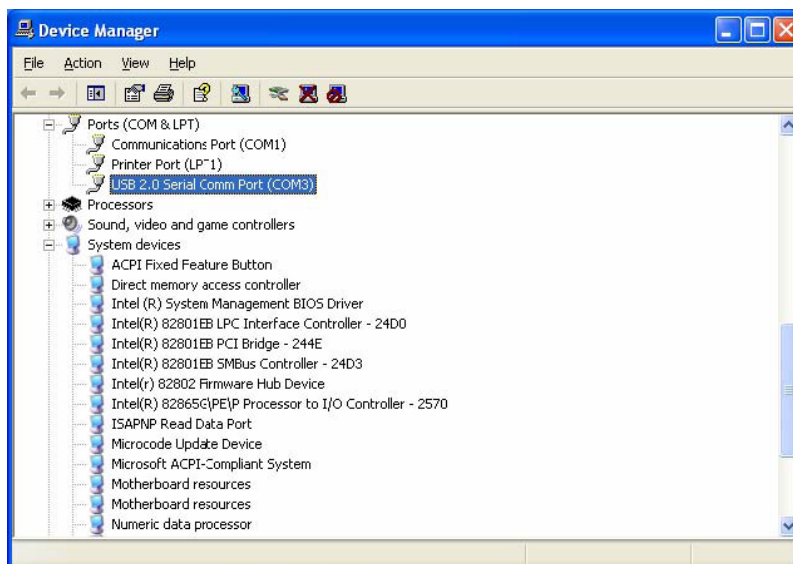 Device Manager
File Action View Help
Ports (COM & LPT)
Communications Port (COM1)
Printer Port (LPT1)
USB 2.0 Serial Comm Port (COM3)
Processors
Sound, video and game controllers
System devices
ACPI Fixed Feature Button
Direct memory access controller
Intel (R) System Management BIOS Driver
Intel(R) 82801EB LPC Interface Controller - 24D0
Intel(R) 82801EB PCI Bridge - 244E
Intel(R) 82801EB SMBus Controller - 24D3
Intel(r) 82802 Firmware Hub Device
Intel(R) 82865G\PE\P Processor to I/O Controller - 2570
ISAPNP Read Data Port
Microcode Update Device
Microsoft ACPI-Compliant System
Motherboard resources
Motherboard resources
Numeric data processor